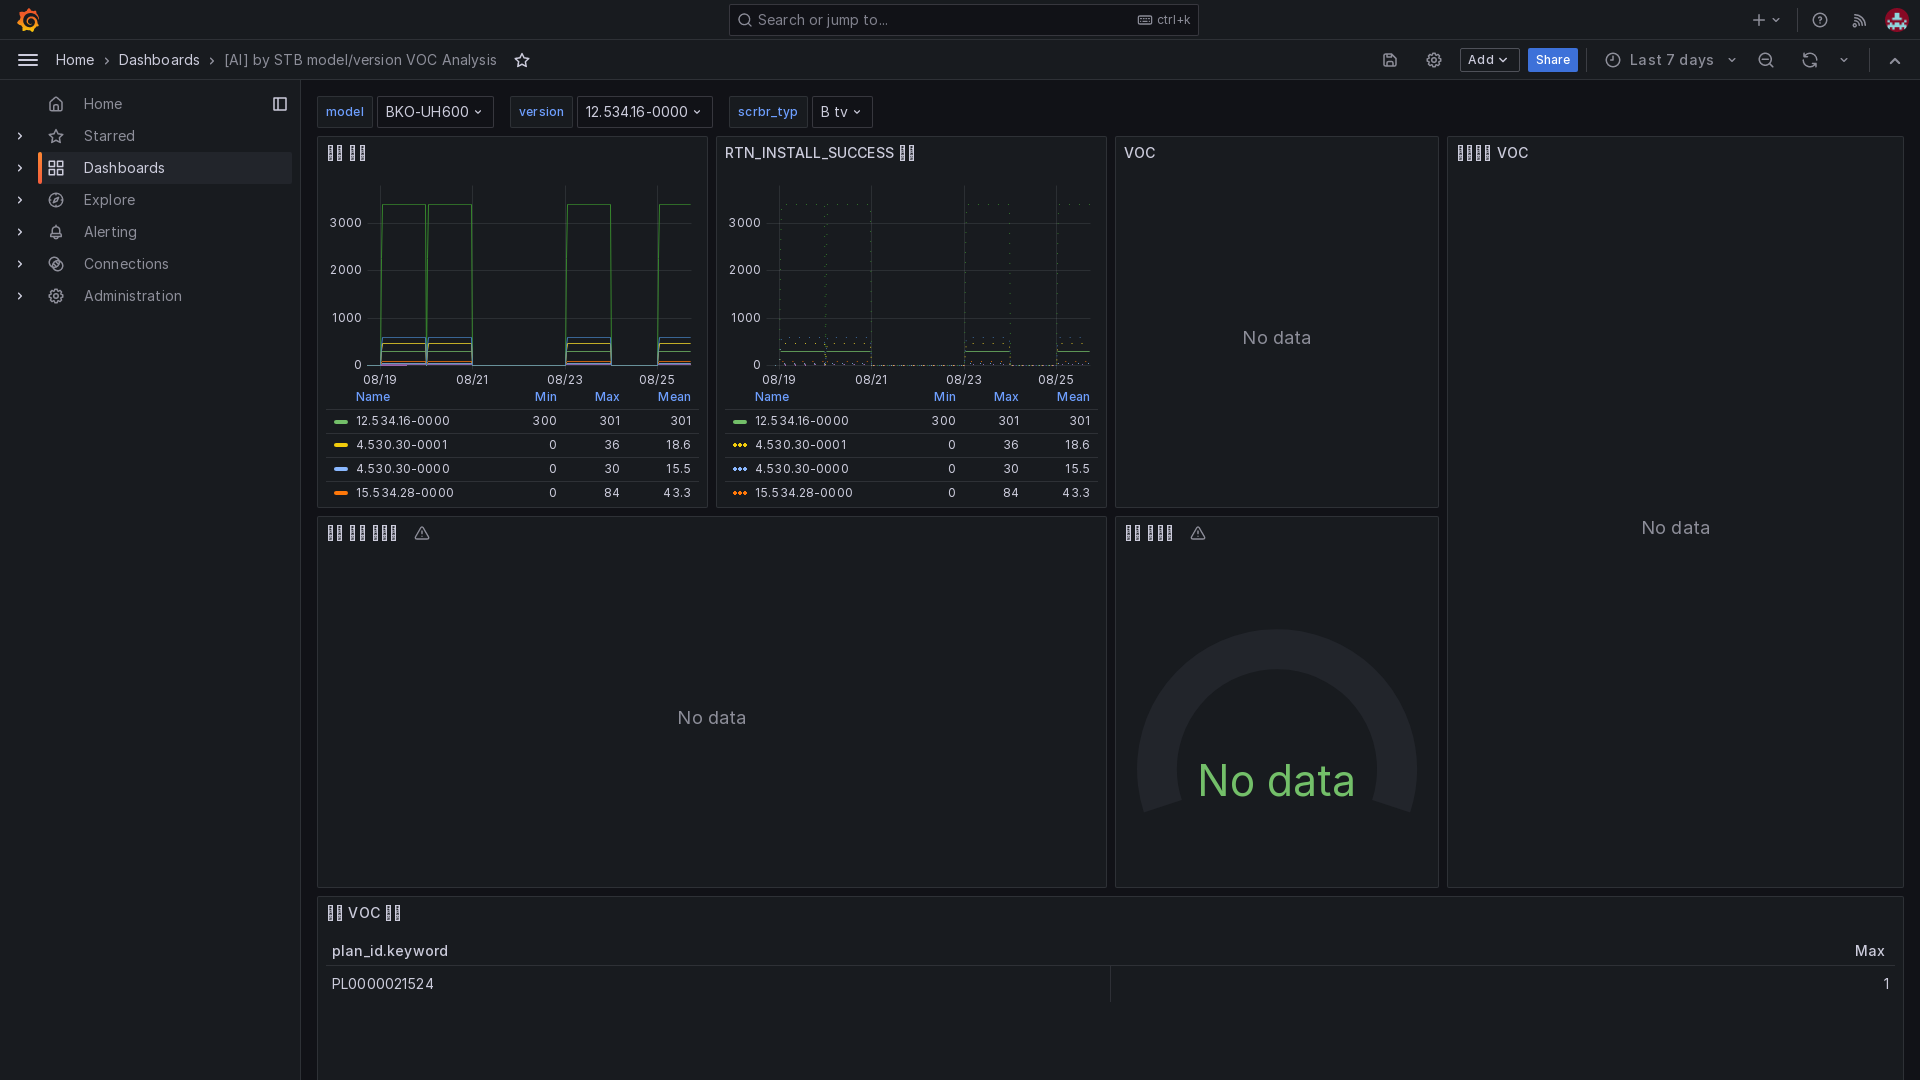 Search or jump to...
ctrl+k
Home
Dashboards
[AI] by STB model/version VOC Analysis
Add
Share
Last 7 days
Home
Starred
Dashboards
Explore
Alerting
Connections
Administration
model
BKO-UH600
version
12.534.16-0000
scrbr_typ
B tv
3000
2000
1000
0
08/19
08/21
08/23
08/25
Name Min Max Mean
12.534.16-0000 300 301 301
4.530.30-0001 0 36 18.6
4.530.30-0000 0 30 15.5
15.534.28-0000 0 84 43.3
RTN_INSTALL_SUCCESS
3000
2000
1000
0
08/19
08/21
08/23
08/25
Name Min Max Mean
12.534.16-0000 300 301 301
4.530.30-0001 0 36 18.6
4.530.30-0000 0 30 15.5
15.534.28-0000 0 84 43.3
VOC
No data
VOC
No data
No data
No data
VOC
plan_id.keyword Max
PL0000021524 1